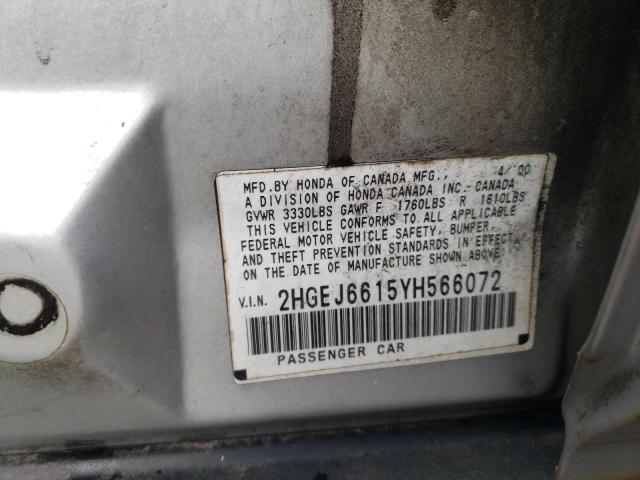 MFD.BY HONDA OF CANADA MFG., 4/00
A DIVISION OF HONDA CANADA INC. CANADA
GVWR 3330LBS GAWR F 1760LBS R 1610LBS
THIS VEHICLE CONFORMS TO ALL APPLICABLE
FEDERAL MOTOR VEHICLE SAFETY, BUMPER,
AND THEFT PREVENTION STANDARDS IN EFFECT
ON THE DATE OF MANUFACTURE SHOWN ABOVE.
V.I.N. 2HGEJ6615YH566072
PASSENGER CAR